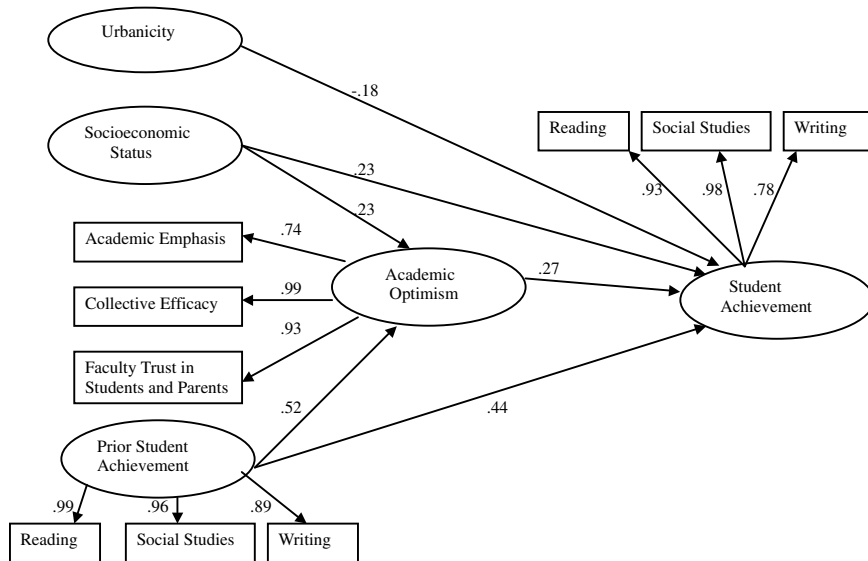 Urbanicity
-.18
Reading
Social Studies
Writing
Socioeconomic
Status
.23
.93
.98
.78
.23
Academic Emphasis
.74
Academic
Optimism
.27
Student
Achievement
Collective Efficacy
.99
.93
Faculty Trust in
Students and Parents
.52
.44
Prior Student
Achievement
.99
.96
.89
Reading
Social Studies
Writing